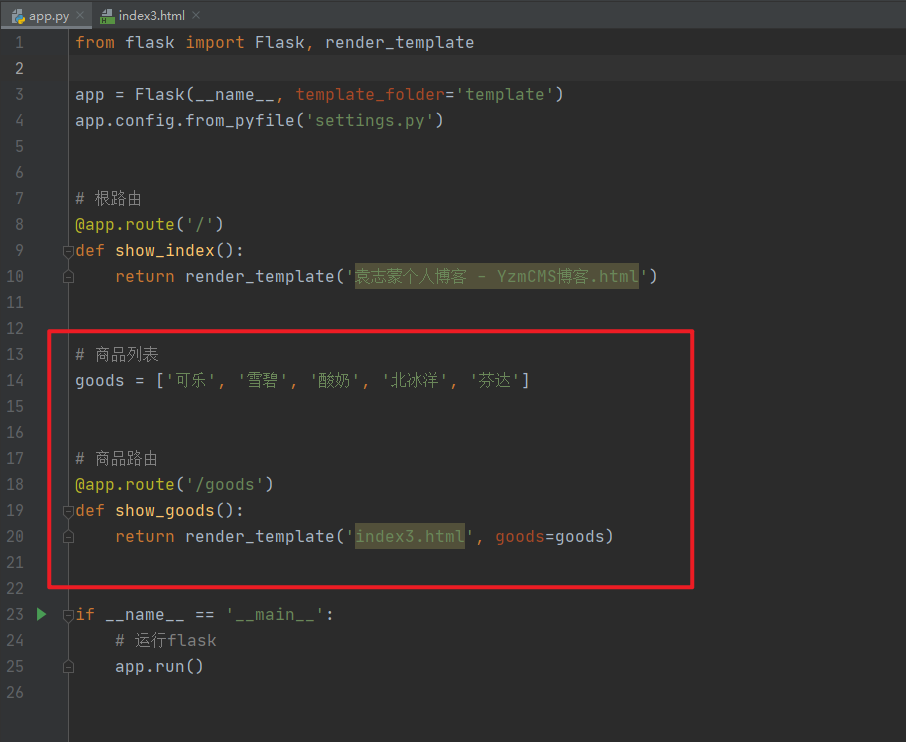 app.py
index3.html
1 from flask import Flask, render_template
2
3 app = Flask(__name__, template_folder='template')
4 app.config.from_pyfile('settings.py')
5
6
7 # 根路由
8 @app.route('/')
9 def show_index():
10     return render_template('袁志蒙个人博客 - YzmCMS博客.html')
11
12
13 # 商品列表
14 goods = ['可乐', '雪碧', '酸奶', '北冰洋', '芬达']
15
16
17 # 商品路由
18 @app.route('/goods')
19 def show_goods():
20     return render_template('index3.html', goods=goods)
21
22
23 if __name__ == '__main__':
24     # 运行flask
25     app.run()
26